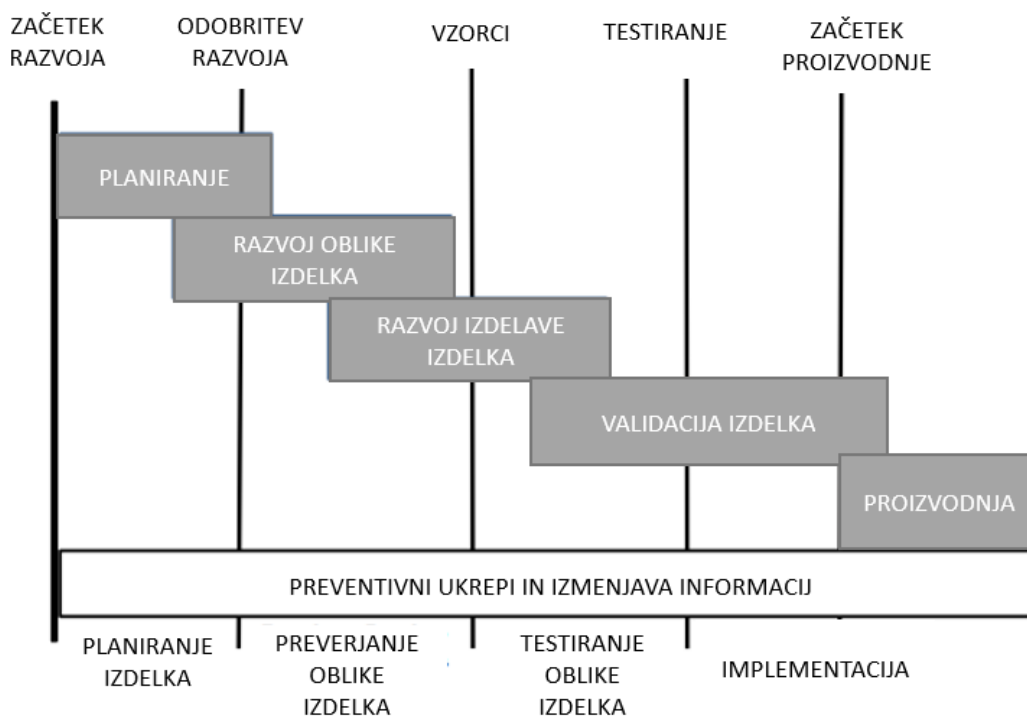 ZAČETEK
RAZVOJA
ODOBRITEV
RAZVOJA
VZORCI
TESTIRANJE
ZAČETEK
PROIZVODNJE
PLANIRANJE
RAZVOJ OBLIKE
IZDELKA
RAZVOJ IZDELAVE
IZDELKA
VALIDACIJA IZDELKA
PROIZVODNJA
PREVENTIVNI UKREPI IN IZMENJAVA INFORMACIJ
PLANIRANJE
IZDELKA
PREVERJANJE
OBLIKE
IZDELKA
TESTIRANJE
OBLIKE
IZDELKA
IMPLEMENTACIJA